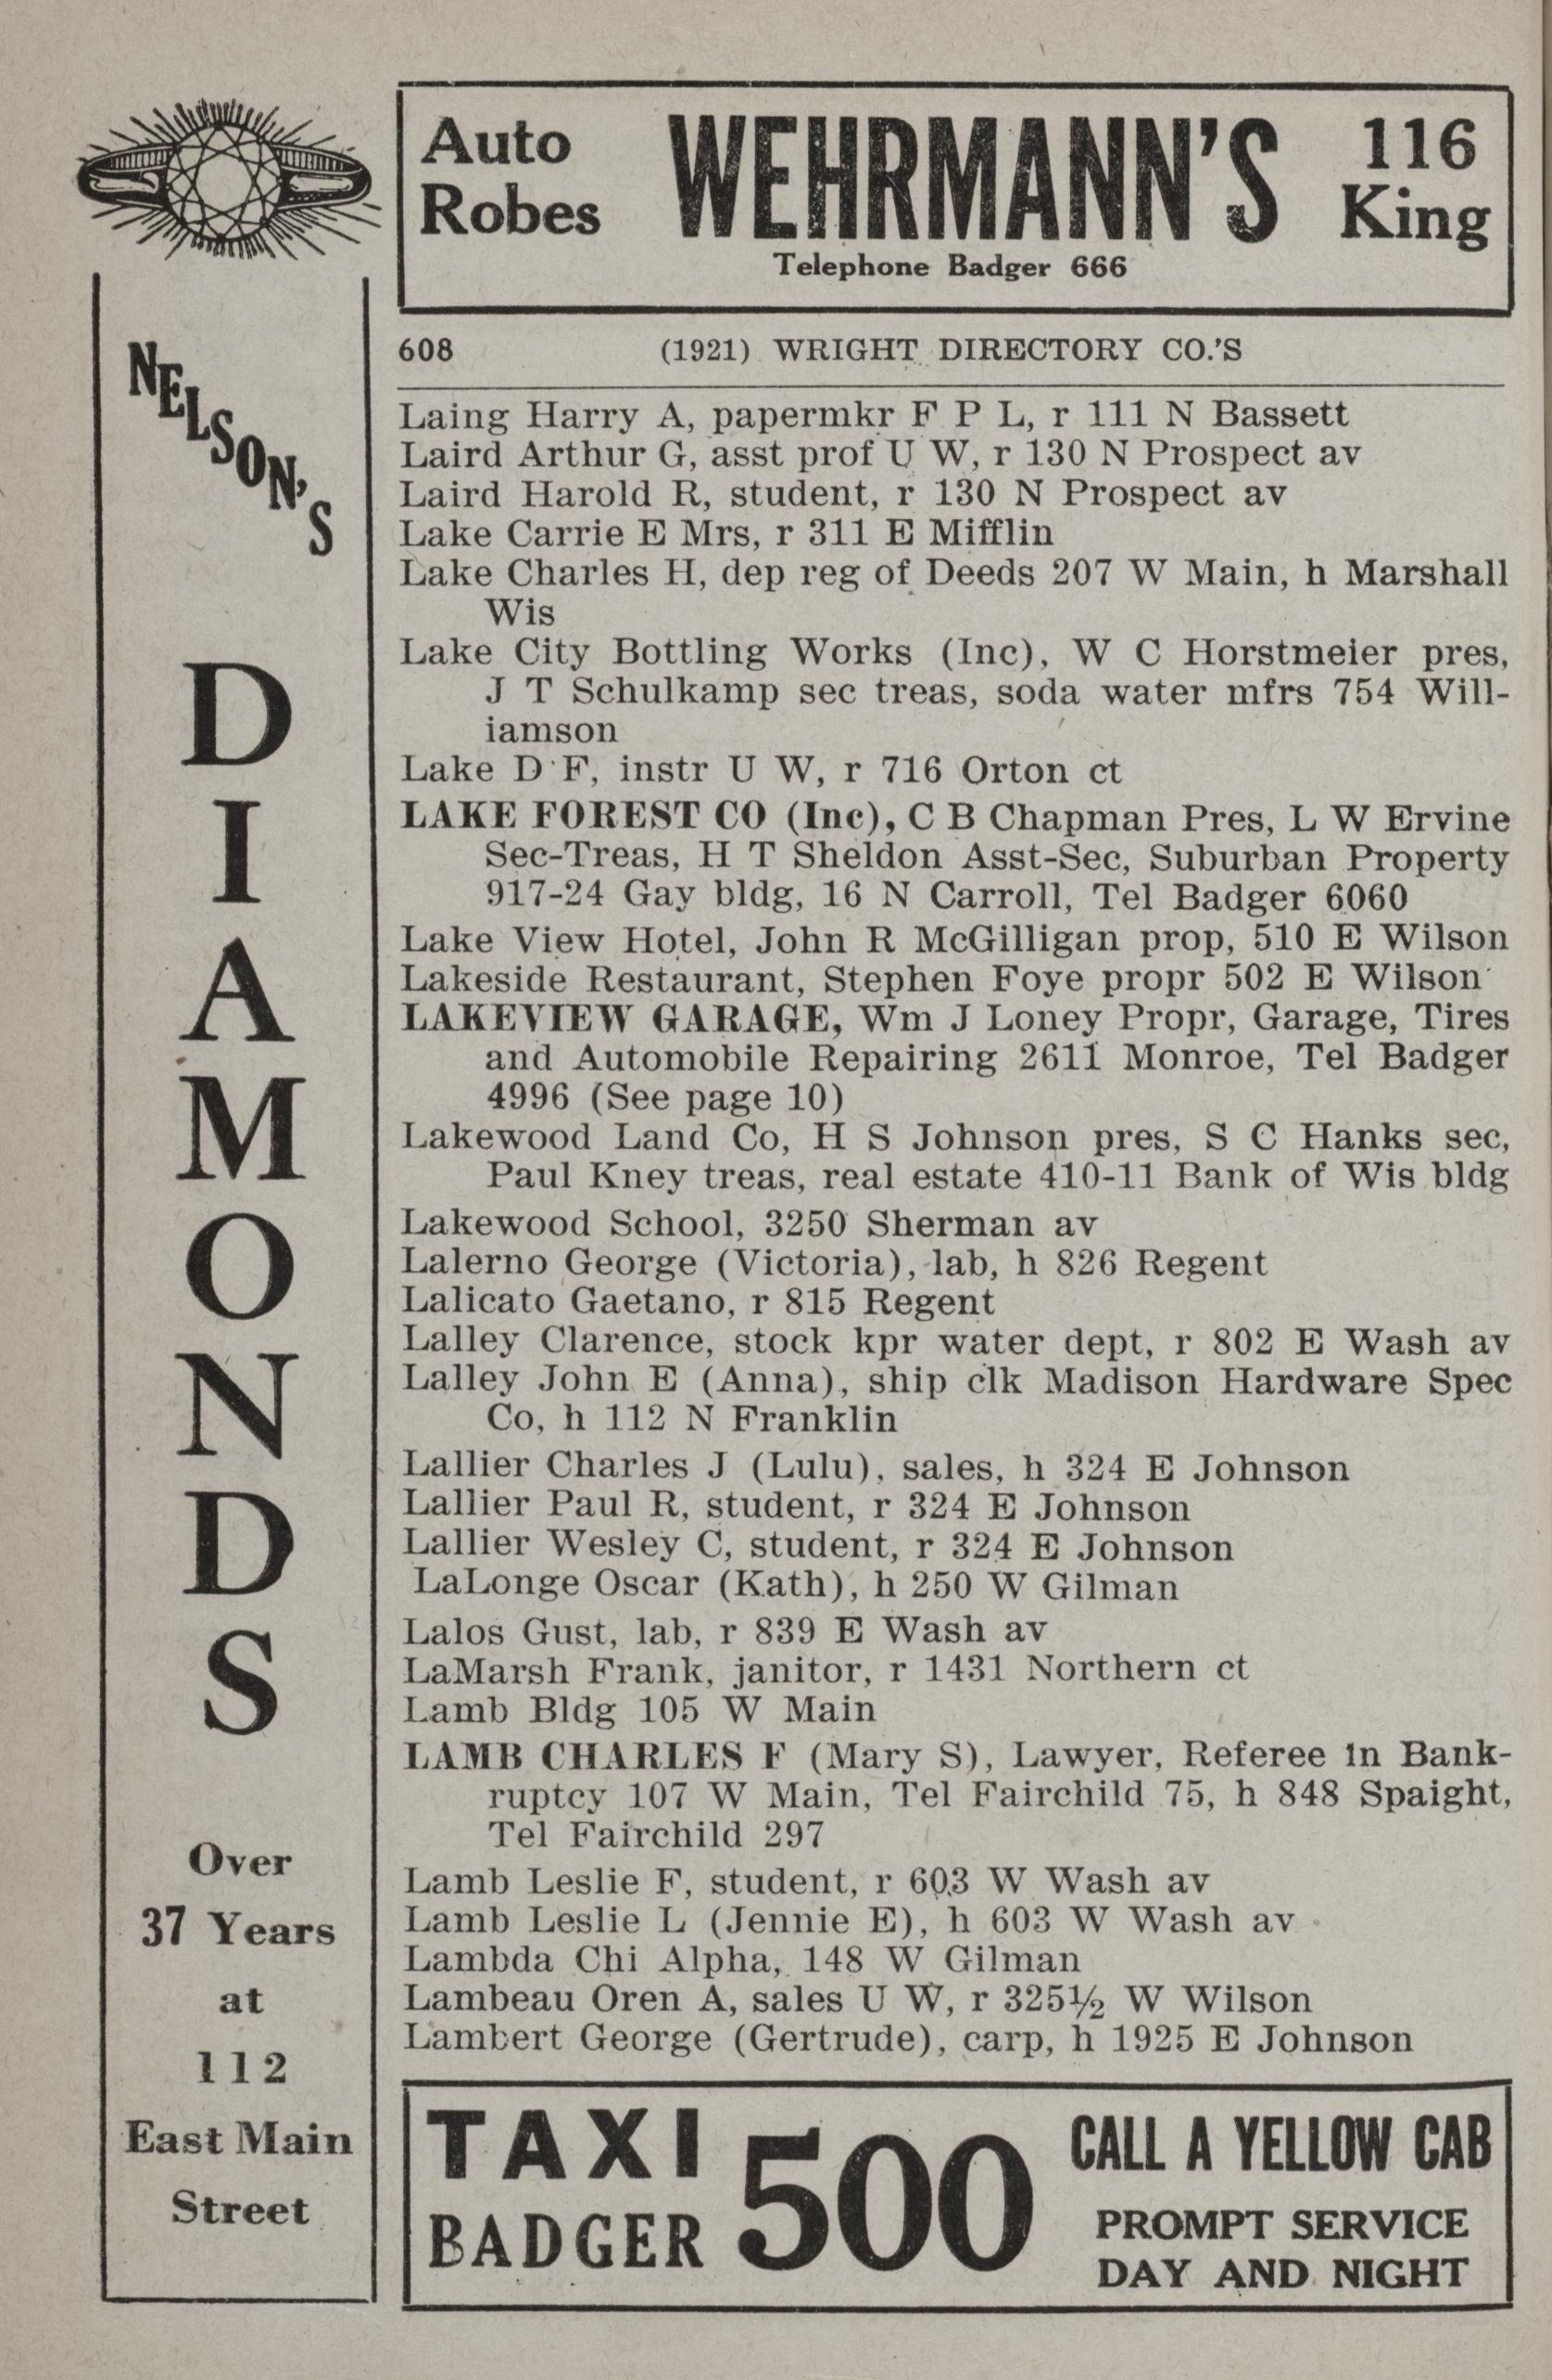 Auto
Robes
WEHRMANN'S
116
King
Telephone Badger 666
NELSON'S
DIAMONDS
Over
37 Years
at
112
East Main
Street
608 (1921) WRIGHT DIRECTORY CO.'S
Laing Harry A, papermkr F P L, r 111 N Bassett
Laird Arthur G, asst prof U W, r 130 N Prospect av
Laird Harold R, student, r 130 N Prospect av
Lake Carrie E Mrs, r 311 E Mifflin
Lake Charles H, dep reg of Deeds 207 W Main, h Marshall
Wis
Lake City Bottling Works (Inc), W C Horstmeier pres,
J T Schulkamp sec treas, soda water mfrs 754 Will-
iamson
Lake D F, instr U W, r 716 Orton ct
LAKE FOREST CO (Inc), C B Chapman Pres, L W Ervine
Sec-Treas, H T Sheldon Asst-Sec, Suburban Property
917-24 Gay bldg, 16 N Carroll, Tel Badger 6060
Lake View Hotel, John R McGilligan prop, 510 E Wilson
Lakeside Restaurant, Stephen Foye propr 502 E Wilson
LAKEVIEW GARAGE, Wm J Loney Propr, Garage, Tires
and Automobile Repairing 2611 Monroe, Tel Badger
4996 (See page 10)
Lakewood Land Co, H S Johnson pres, S C Hanks sec,
Paul Kney treas, real estate 410-11 Bank of Wis bldg
Lakewood School, 3250 Sherman av
Lalerno George (Victoria), lab, h 826 Regent
Lalicato Gaetano, r 815 Regent
Lalley Clarence, stock kpr water dept, r 802 E Wash av
Lalley John E (Anna), ship clk Madison Hardware Spec
Co, h 112 N Franklin
Lallier Charles J (Lulu), sales, h 324 E Johnson
Lallier Paul R, student, r 324 E Johnson
Lallier Wesley C, student, r 324 E Johnson
LaLonge Oscar (Kath), h 250 W Gilman
Lalos Gust, lab, r 839 E Wash av
LaMarsh Frank, janitor, r 1431 Northern ct
Lamb Bldg 105 W Main
LAMB CHARLES F (Mary S), Lawyer, Referee in Bank-
ruptcy 107 W Main, Tel Fairchild 75, h 848 Spaight,
Tel Fairchild 297
Lamb Leslie F, student, r 603 W Wash av
Lamb Leslie L (Jennie E), h 603 W Wash av
Lambda Chi Alpha, 148 W Gilman
Lambeau Oren A, sales U W, r 325½ W Wilson
Lambert George (Gertrude), carp, h 1925 E Johnson
TAXI
BADGER
500
CALL A YELLOW CAB
PROMPT SERVICE
DAY AND NIGHT